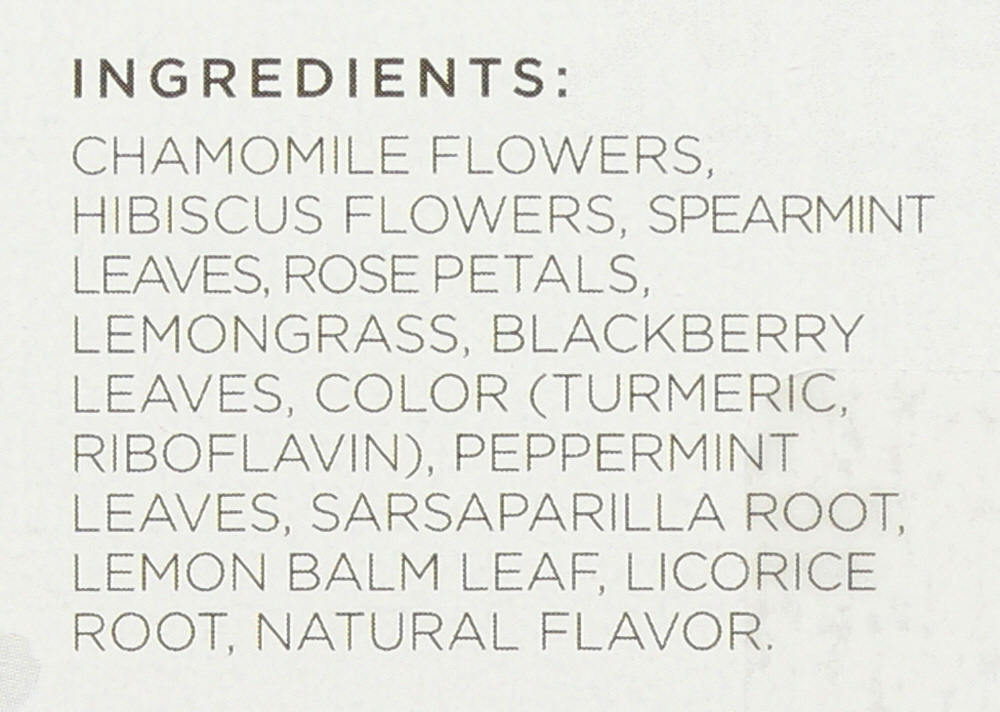 INGREDIENTS:
CHAMOMILE FLOWERS,
HIBISCUS FLOWERS, SPEARMINT
LEAVES, ROSE PETALS,
LEMONGRASS, BLACKBERRY
LEAVES, COLOR (TURMERIC,
RIBOFLAVIN), PEPPERMINT
LEAVES, SARSAPARILLA ROOT,
LEMON BALM LEAF, LICORICE
ROOT, NATURAL FLAVOR.